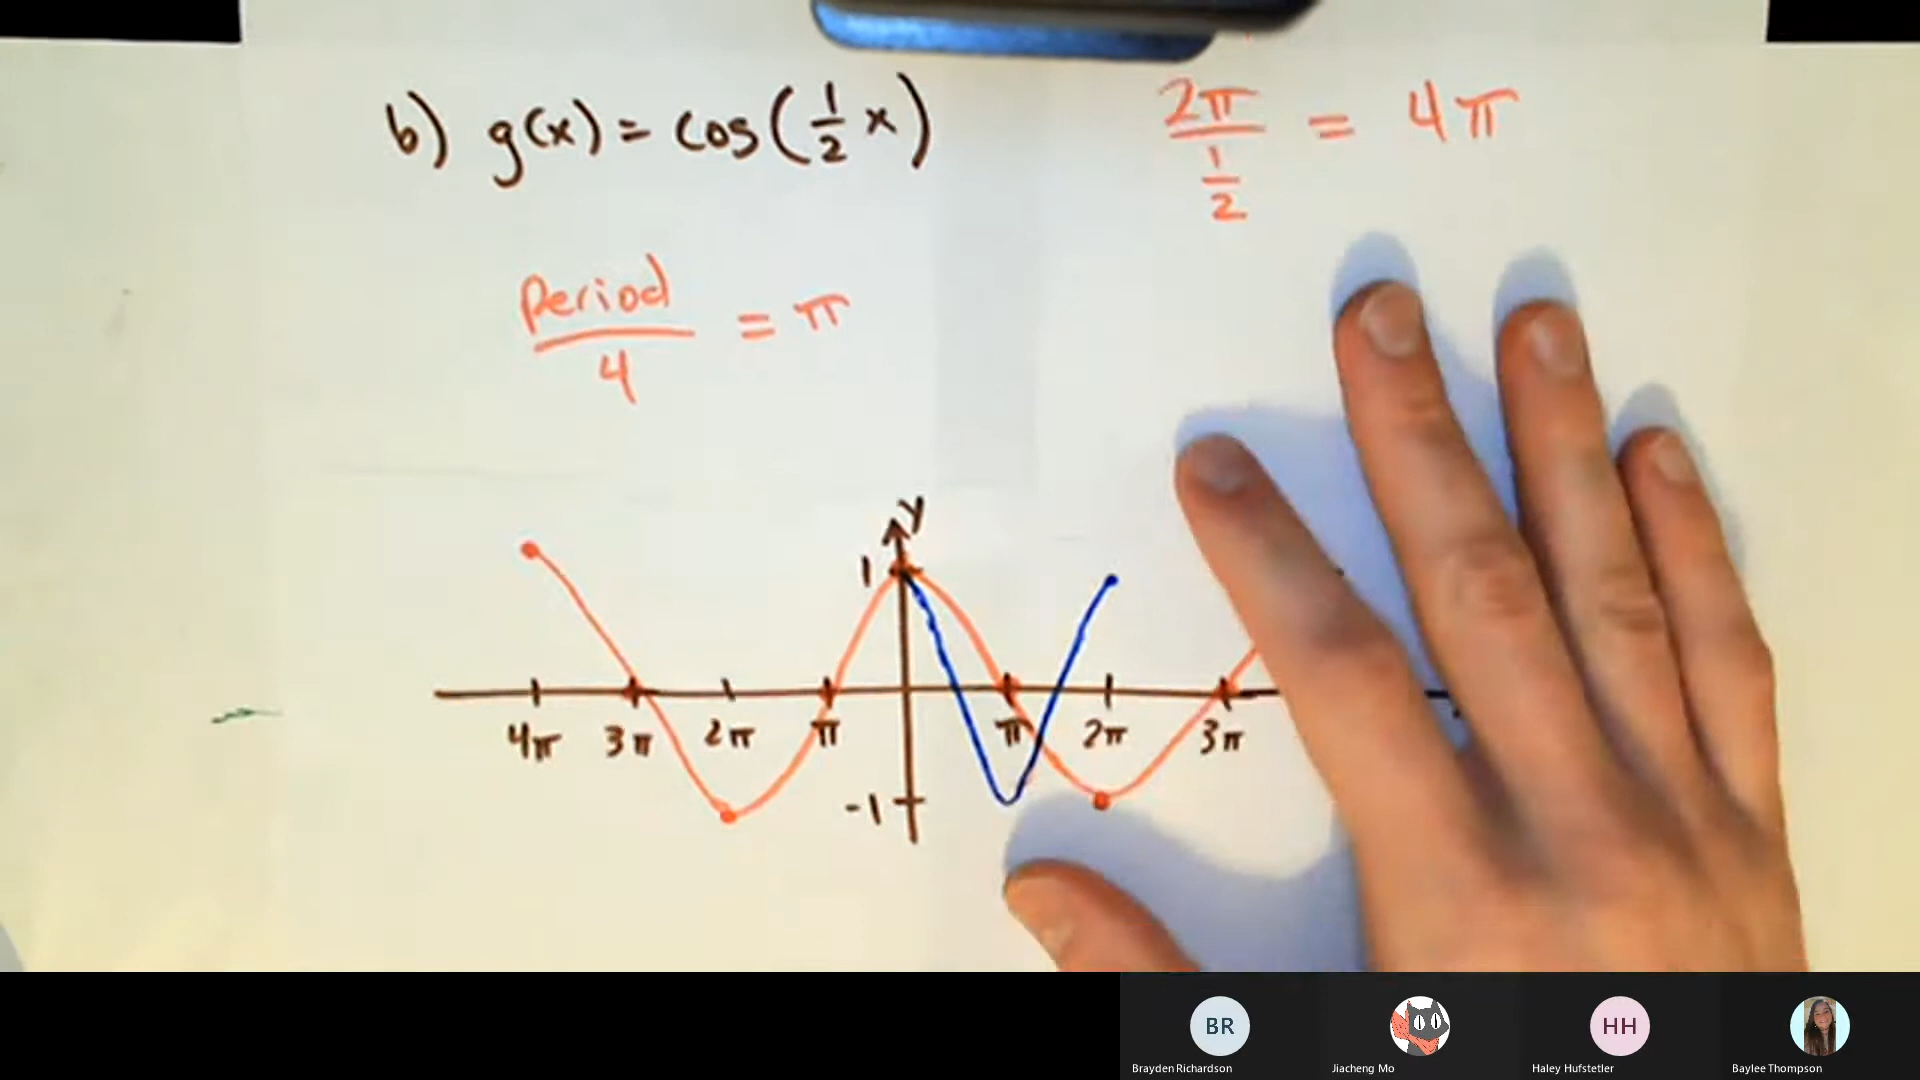 b) g(x) = cos(1/2 x)
2π / 1/2 = 4π
Period / 4 = π
y
1
4π 3π 2π π π 2π 3π
-1
BR
HH
Brayden Richardson
Jiacheng Mo
Haley Hufstetler
Baylee Thompson